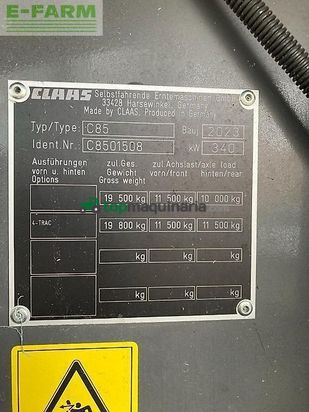 E-FARM
CLAAS Selbstfahrende Erntemaschinen GmbH
33428 Harsewinkel, Germany
Made by CLAAS, Produced in Germany
Typ/Type: C85 Bauj. 2023
Ident.Nr.: C8501508 kW 340
Ausführungen zul.Ges. zul.Achslast/axle load
vorn u. hinten Gewicht vorn/front hinten/rear
Options Gross weight
19 500 kg 11 500 kg 10 000 kg
topmaquinaria
4-TRAC 19 800 kg 11 500 kg 11 500 kg
kg kg kg
kg kg kg